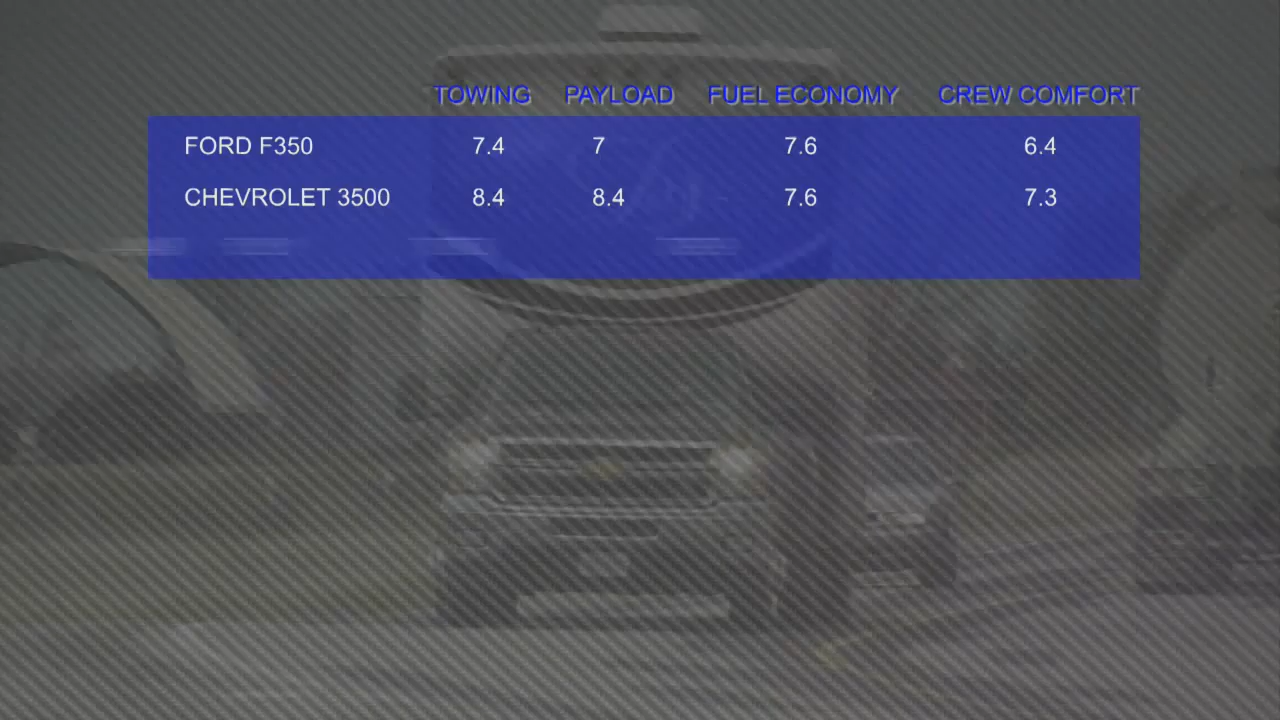 TOWING PAYLOAD FUEL ECONOMY CREW COMFORT
FORD F350 7.4 7 7.6 6.4
CHEVROLET 3500 8.4 8.4 7.6 7.3